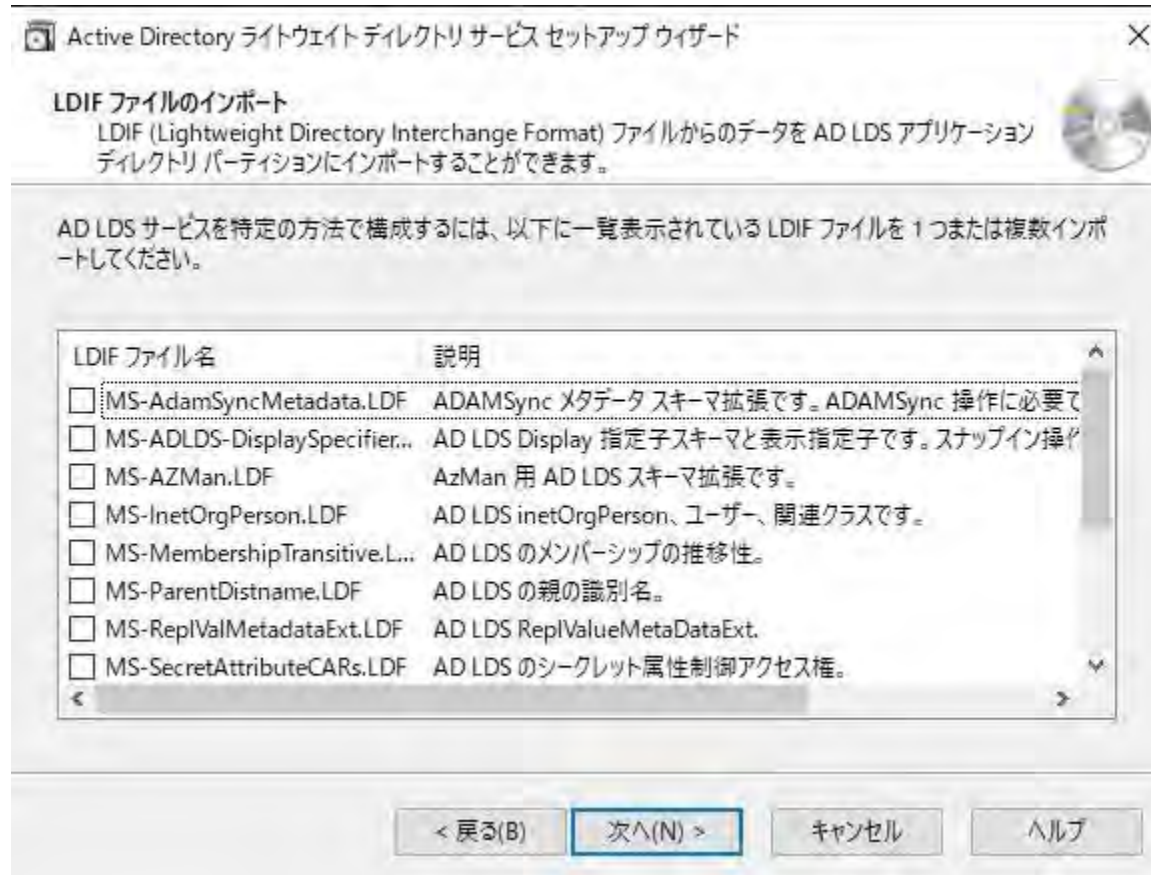 Active Directory ライトウェイト ディレクトリ サービス セットアップ ウィザード
LDIF ファイルのインポート
LDIF (Lightweight Directory Interchange Format) ファイルからのデータを AD LDS アプリケーション
ディレクトリ パーティションにインポートすることができます。
AD LDS サービスを特定の方法で構成するには、以下に一覧表示されている LDIF ファイルを 1 つまたは複数インポ
ートしてください。
LDIF ファイル名 説明
MS-AdamSyncMetadata.LDF ADAMSync メタデータ スキーマ拡張です。ADAMSync 操作に必要で
MS-ADLDS-DisplaySpecifier... AD LDS Display 指定子スキーマと表示指定子です。スナップイン操作
MS-AZMan.LDF AzMan 用 AD LDS スキーマ拡張です。
MS-InetOrgPerson.LDF AD LDS inetOrgPerson、ユーザー、関連クラスです。
MS-MembershipTransitive.L... AD LDS のメンバーシップの推移性。
MS-ParentDistname.LDF AD LDS の親の識別名。
MS-ReplValMetadataExt.LDF AD LDS ReplValueMetaDataExt.
MS-SecretAttributeCARs.LDF AD LDS のシークレット属性制御アクセス権。
< 戻る(B) 次へ(N) > キャンセル ヘルプ